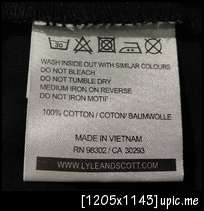 30
WASH INSIDE OUT WITH SIMILAR COLOURS
DO NOT BLEACH
DO NOT TUMBLE DRY
MEDIUM IRON ON REVERSE
DO NOT 'IRON MOTIF'
100% COTTON/ COTON/ BAUMWOLLE
MADE IN VIETNAM
RN 98302 / CA 30293
WWW.LYLEANDSCOTT.COM
[1205x1143]upic.me